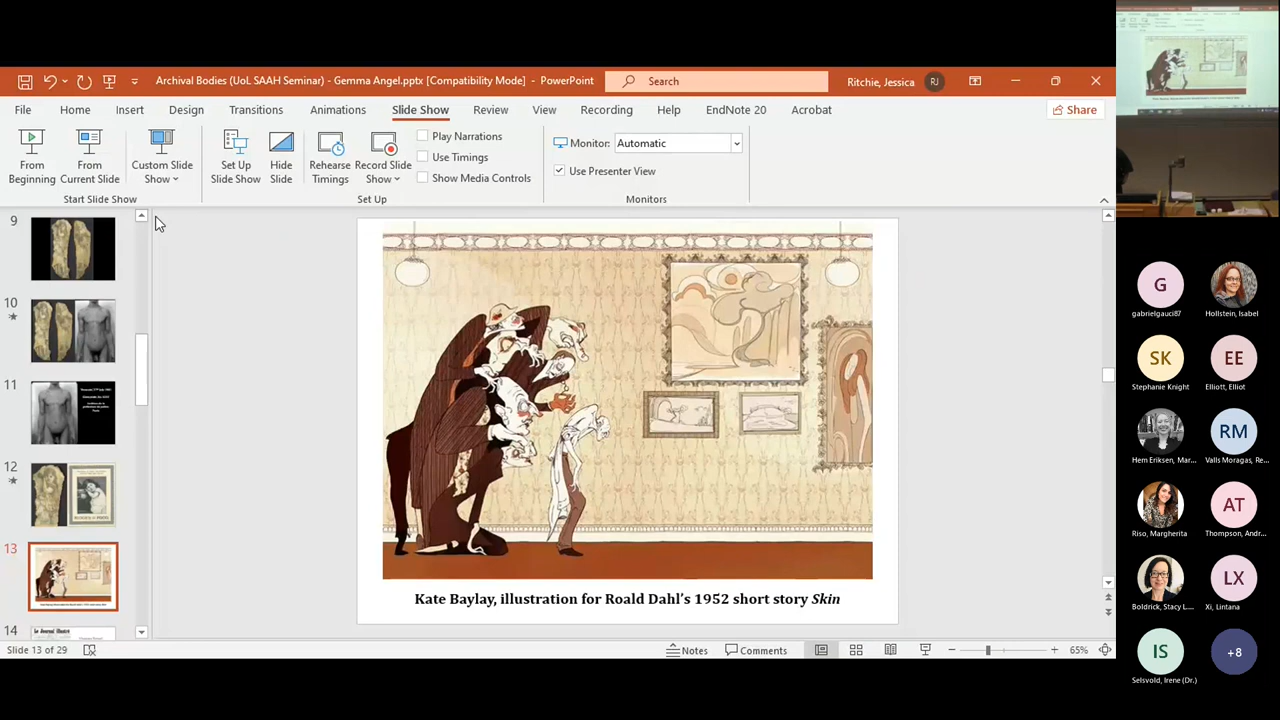 Archival Bodies (UoL SAAH Seminar) - Gemma Angel.pptx [Compatibility Mode] - PowerPoint
Search
Ritchie, Jessica
RJ
File Home Insert Design Transitions Animations Slide Show Review View Recording Help EndNote 20 Acrobat
Share
From Beginning
From Current Slide
Custom Slide Show
Set Up Slide Show
Hide Slide
Rehearse Timings
Record Slide Show
Play Narrations
Use Timings
Show Media Controls
Monitor: Automatic
Use Presenter View
Start Slide Show
Set Up
Monitors
9
10
11
12
13
14
Le Journal Illustré
Kate Baylay, illustration for Roald Dahl's 1952 short story Skin
Slide 13 of 29
Notes
Comments
65%
G
gabrielgauci87
Hollstein, Isabel
SK
Stephanie Knight
EE
Elliott, Elliot
Hem Eriksen, Mar...
RM
Valls Moragas, Re...
Riso, Margherita
AT
Thompson, Andr...
Boldrick, Stacy L....
LX
Xi, Lintana
IS
Selsvold, Irene (Dr.)
+8